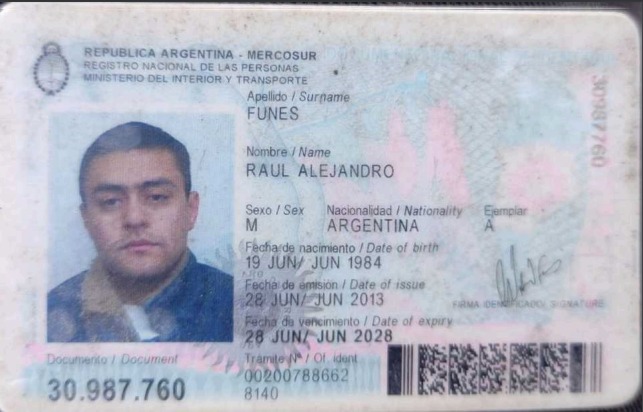 REPUBLICA ARGENTINA - MERCOSUR
REGISTRO NACIONAL DE LAS PERSONAS
MINISTERIO DEL INTERIOR Y TRANSPORTE
Apellido / Surname
FUNES
Nombre / Name
RAUL ALEJANDRO
Sexo / Sex Nacionalidad / Nationality Ejemplar
M ARGENTINA A
Fecha de nacimiento / Date of birth
19 JUN/ JUN 1984
Fecha de emisión / Date of issue
28 JUN/ JUN 2013
FIRMA IDENTIFICADO/ SIGNATURE
Fecha de vencimiento / Date of expiry
28 JUN/ JUN 2028
Documento / Document
30.987.760
Trámite Nº / Of. ident
00200788662
8140
30987760